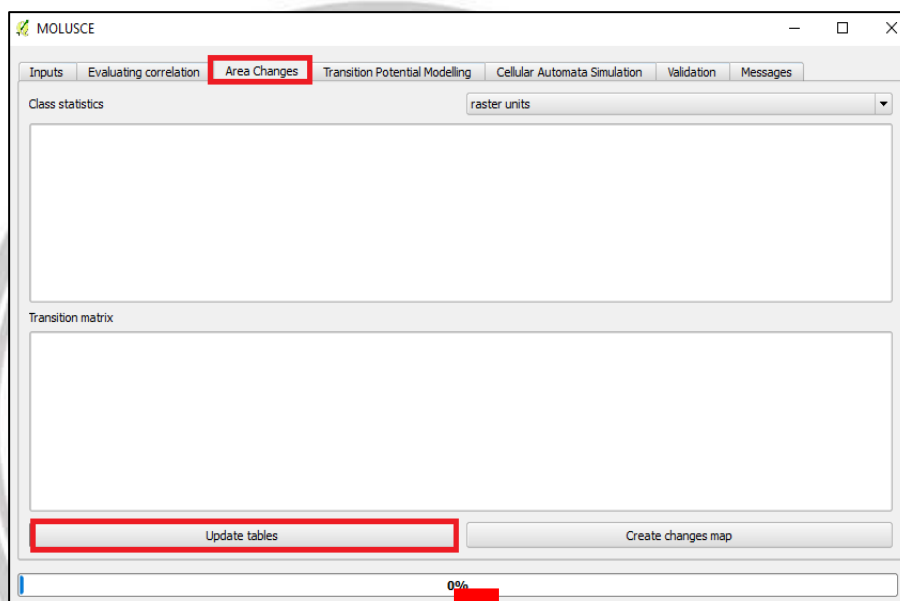 MOLUSCE
Inputs Evaluating correlation Area Changes Transition Potential Modelling Cellular Automata Simulation Validation Messages
Class statistics raster units
Transition matrix
Update tables Create changes map
0%